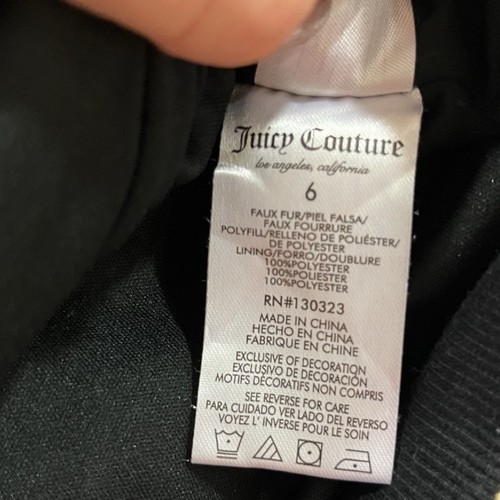 Juicy Couture
los angeles, california
6
FAUX FUR/PIEL FALSA/
FAUX FOURRURE
POLYFILL/RELLENO DE POLIÉSTER/
DE POLYESTER
LINING/FORRO/DOUBLURE
100%POLYESTER
100%POLIESTER
100%POLYESTER
RN#130323
MADE IN CHINA
HECHO EN CHINA
FABRIQUE EN CHINE
EXCLUSIVE OF DECORATION
EXCLUSIVO DE DECORACIÓN
MOTIFS DÉCORATIFS NON COMPRIS
SEE REVERSE FOR CARE
PARA CUIDADO VER LADO DEL REVERSO
VOYEZ L' INVERSE POUR LE SOIN